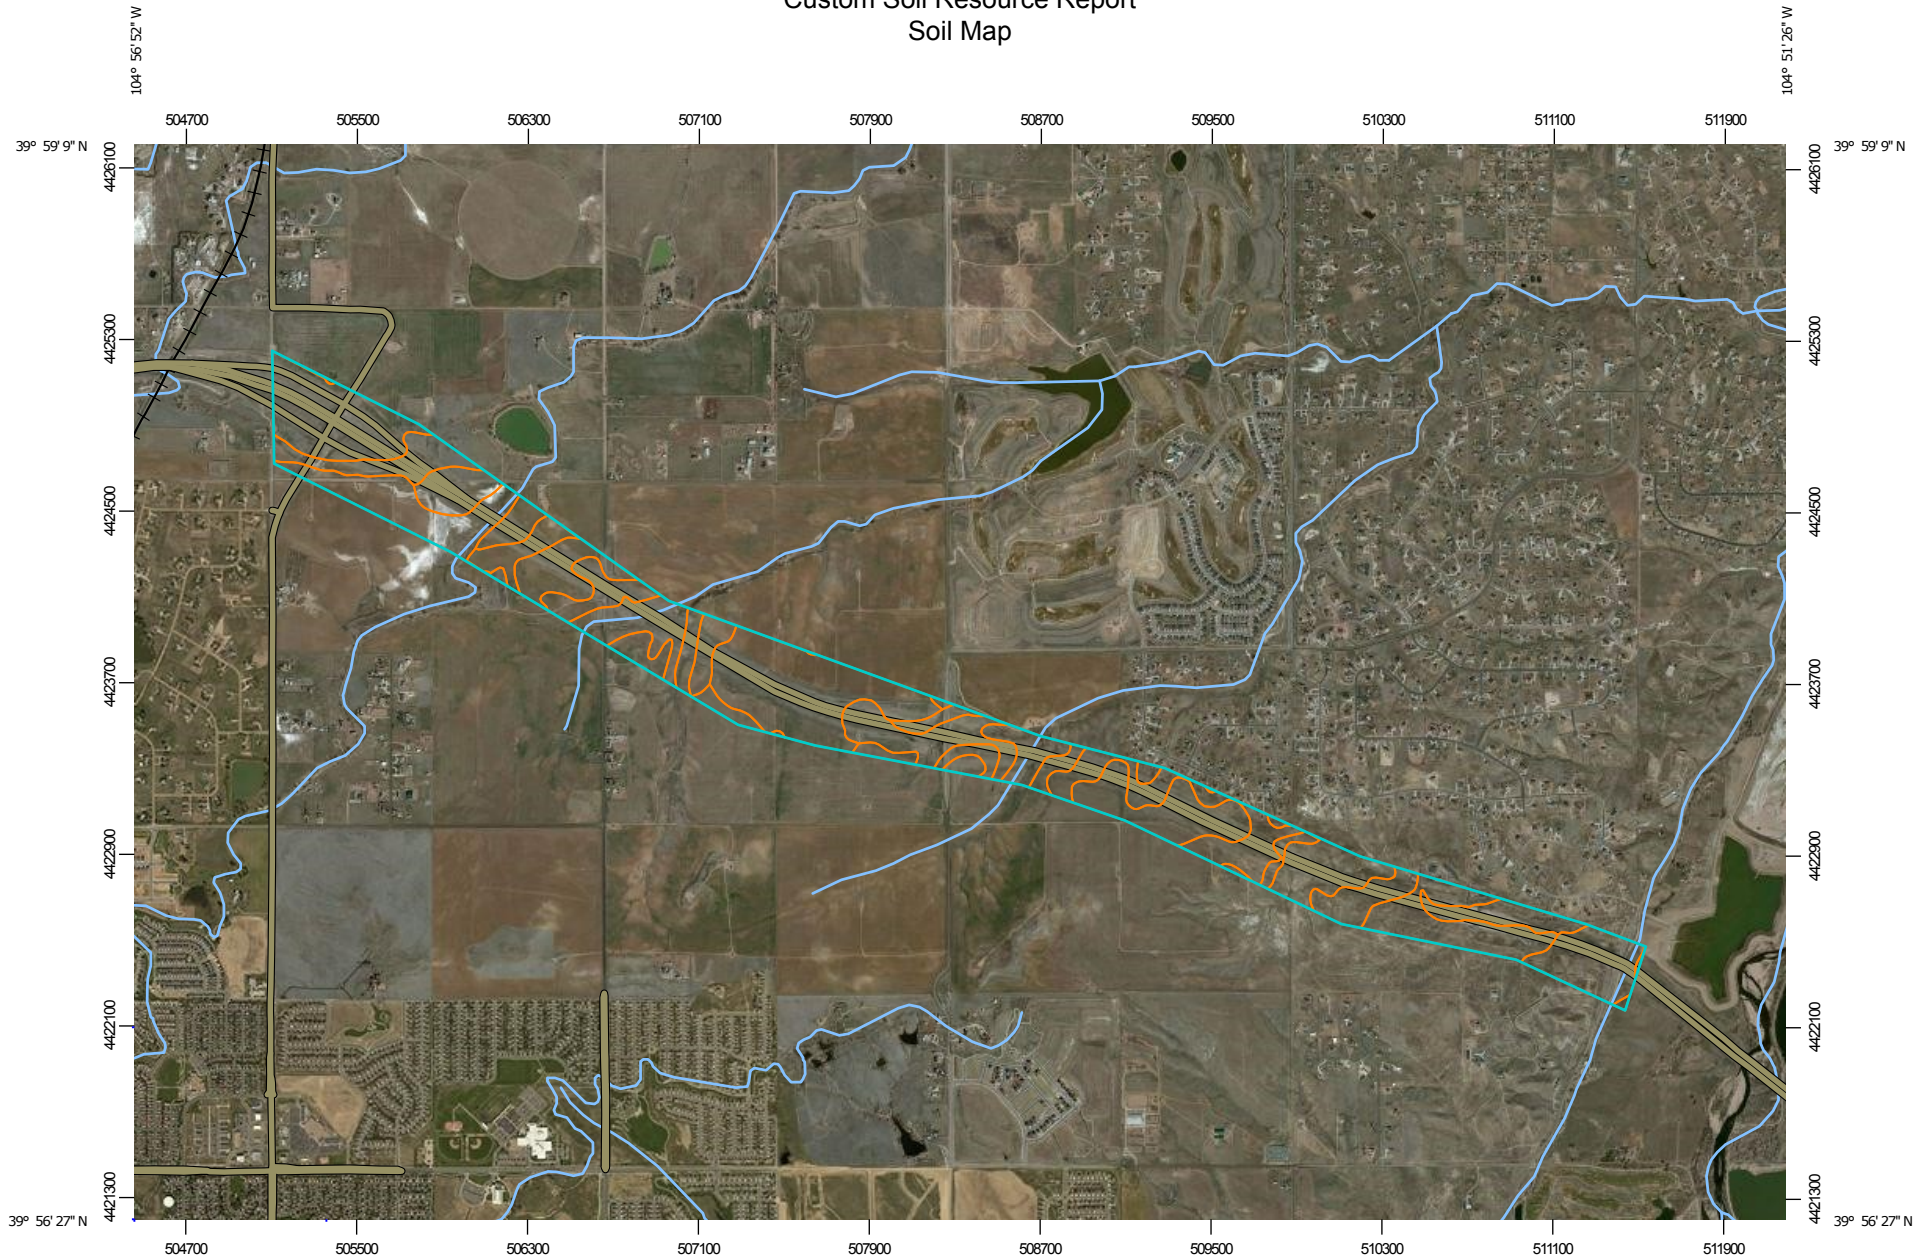 Custom Soil Resource Report
Soil Map
104° 56' 52" W
104° 51' 26" W
504700 505500 506300 507100 507900 508700 509500 510300 511100 511900
39° 59' 9" N
39° 59' 9" N
4426100
4426100
4425300
4425300
4424500
4424500
4423700
4423700
4422900
4422900
4422100
4422100
4421300
4421300
39° 56' 27" N
39° 56' 27" N
504700 505500 506300 507100 507900 508700 509500 510300 511100 511900